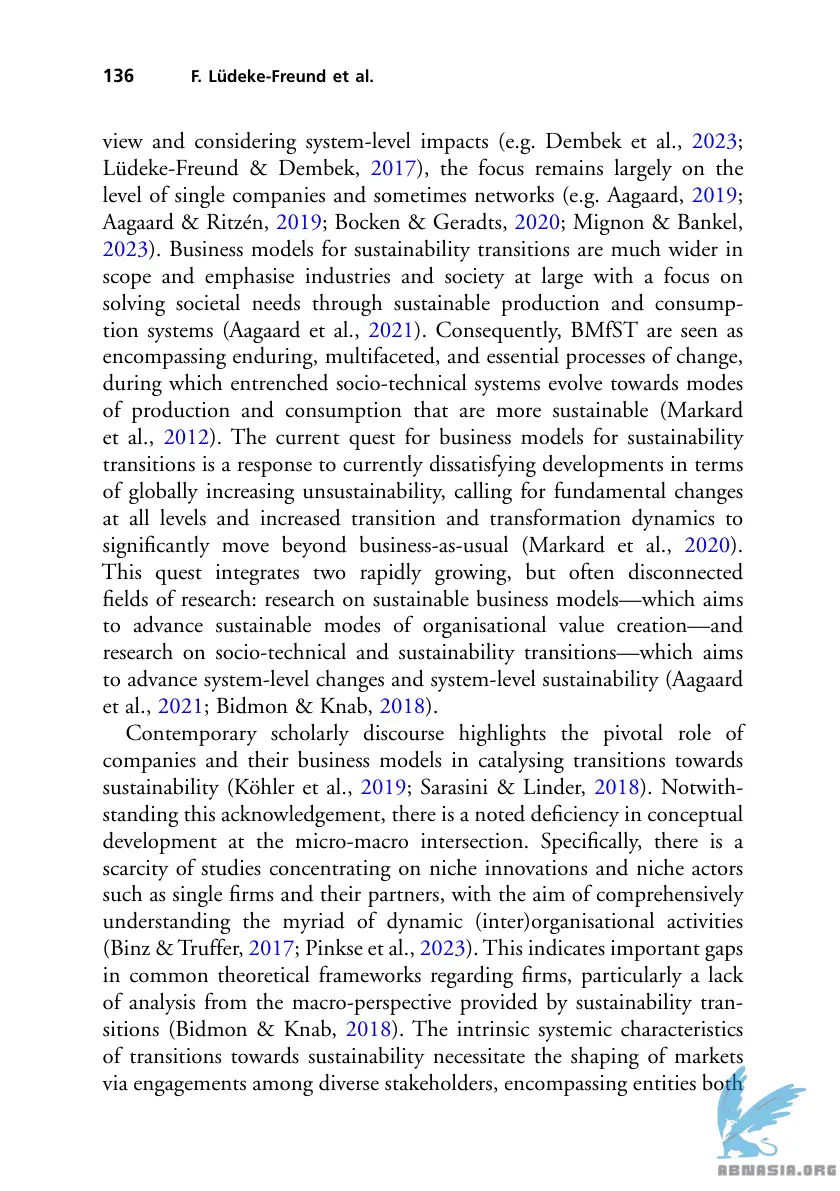 136 F. Lüdeke-Freund et al.
view and considering system-level impacts (e.g. Dembek et al., 2023;
Lüdeke-Freund & Dembek, 2017), the focus remains largely on the
level of single companies and sometimes networks (e.g. Aagaard, 2019;
Aagaard & Ritzén, 2019; Bocken & Geradts, 2020; Mignon & Bankel,
2023). Business models for sustainability transitions are much wider in
scope and emphasise industries and society at large with a focus on
solving societal needs through sustainable production and consump-
tion systems (Aagaard et al., 2021). Consequently, BMfST are seen as
encompassing enduring, multifaceted, and essential processes of change,
during which entrenched socio-technical systems evolve towards modes
of production and consumption that are more sustainable (Markard
et al., 2012). The current quest for business models for sustainability
transitions is a response to currently dissatisfying developments in terms
of globally increasing unsustainability, calling for fundamental changes
at all levels and increased transition and transformation dynamics to
significantly move beyond business-as-usual (Markard et al., 2020).
This quest integrates two rapidly growing, but often disconnected
fields of research: research on sustainable business models—which aims
to advance sustainable modes of organisational value creation—and
research on socio-technical and sustainability transitions—which aims
to advance system-level changes and system-level sustainability (Aagaard
et al., 2021; Bidmon & Knab, 2018).
Contemporary scholarly discourse highlights the pivotal role of
companies and their business models in catalysing transitions towards
sustainability (Köhler et al., 2019; Sarasini & Linder, 2018). Notwith-
standing this acknowledgement, there is a noted deficiency in conceptual
development at the micro-macro intersection. Specifically, there is a
scarcity of studies concentrating on niche innovations and niche actors
such as single firms and their partners, with the aim of comprehensively
understanding the myriad of dynamic (inter)organisational activities
(Binz & Truffer, 2017; Pinkse et al., 2023). This indicates important gaps
in common theoretical frameworks regarding firms, particularly a lack
of analysis from the macro-perspective provided by sustainability tran-
sitions (Bidmon & Knab, 2018). The intrinsic systemic characteristics
of transitions towards sustainability necessitate the shaping of markets
via engagements among diverse stakeholders, encompassing entities both
ABNASIA.ORG